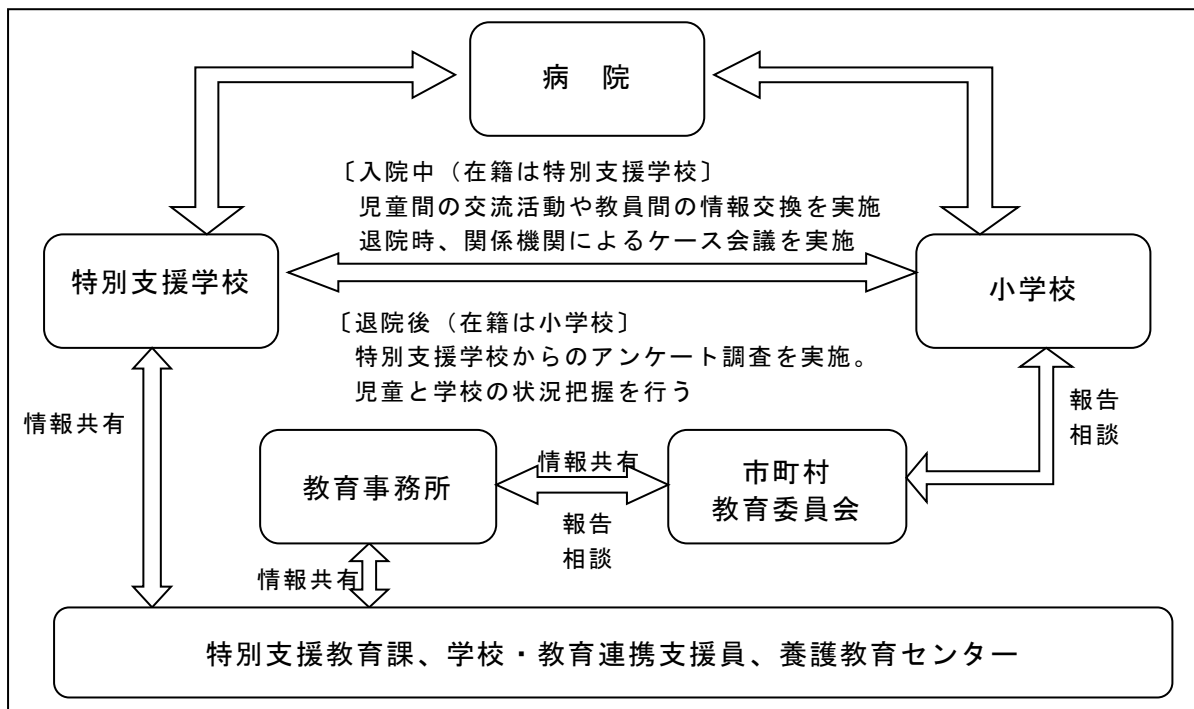 病　院
〔入院中（在籍は特別支援学校〕
児童間の交流活動や教員間の情報交換を実施
退院時、関係機関によるケース会議を実施
特別支援学校
小学校
〔退院後（在籍は小学校〕
特別支援学校からのアンケート調査を実施。
児童と学校の状況把握を行う
情報共有
報告
相談
教育事務所
情報共有
報告
相談
市町村
教育委員会
情報共有
特別支援教育課、学校・教育連携支援員、養護教育センター